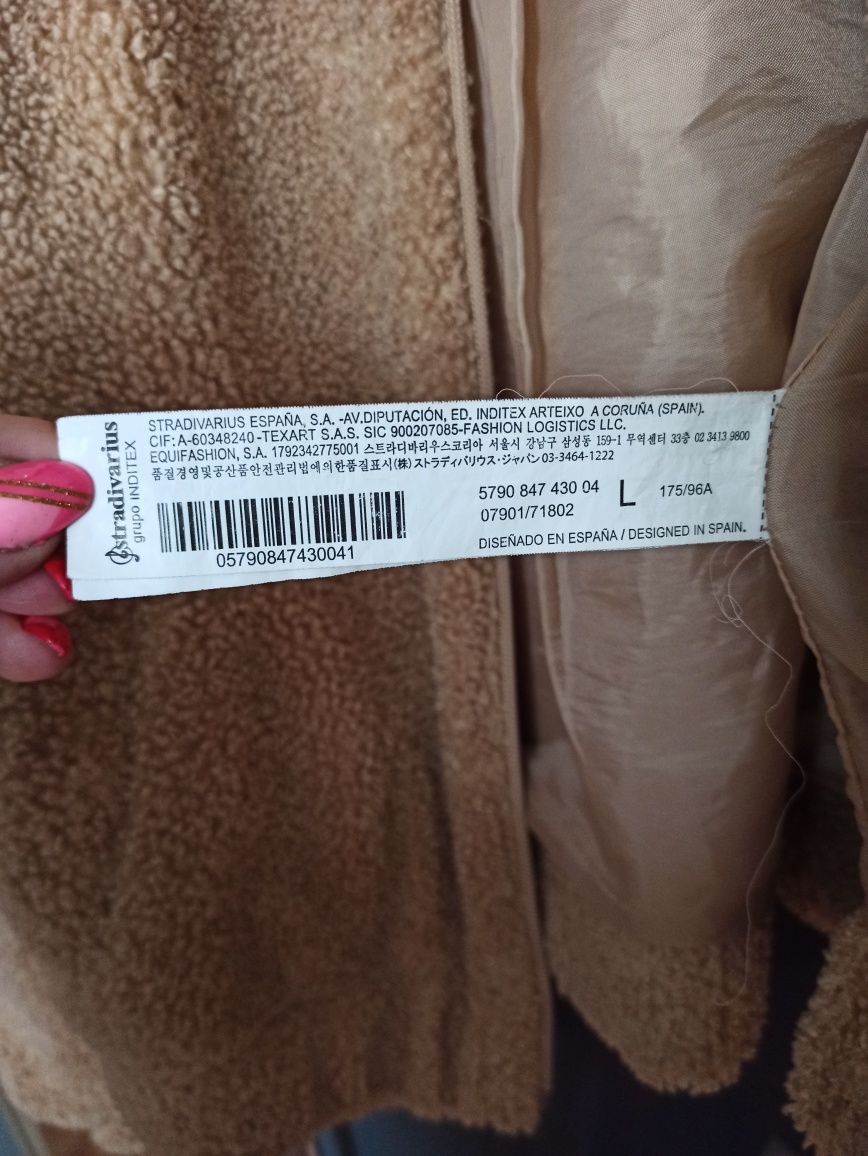 stradivarius
grupo INDITEX
STRADIVARIUS ESPAÑA, S.A. -AV.DIPUTACIÓN, ED. INDITEX ARTEIXO A CORUÑA (SPAIN).
CIF:A-60348240-TEXART S.A.S. SIC 900207085-FASHION LOGISTICS LLC.
EQUIFASHION, S.A. 1792342775001 스트라디바리우스코리아 서울시 강남구 삼성동 159-1 무역센터 33층 02 3413 9800
품질경영및공산품안전관리법에의한품질표시(株)ストラディバリウス・ジャパン03-3464-1222
05790847430041
5790 847 430 04
07901/71802
L
175/96A
DISEÑADO EN ESPAÑA / DESIGNED IN SPAIN.